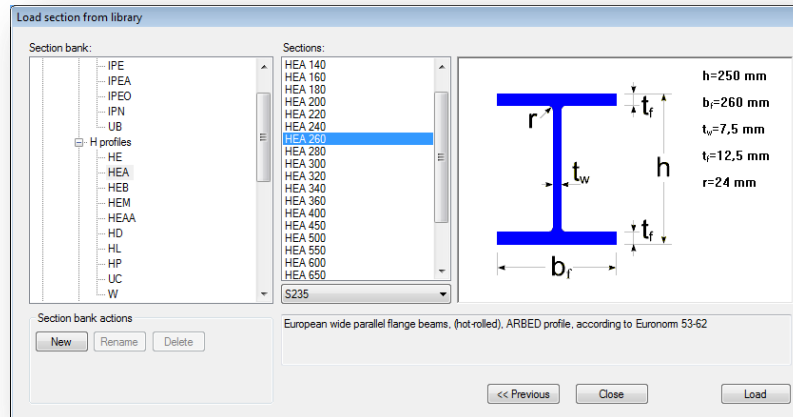 Load section from library
Section bank:
IPE
IPEA
IPEO
IPN
UB
H profiles
HE
HEA
HEB
HEM
HEAA
HD
HL
HP
UC
W
Sections:
HEA 140
HEA 160
HEA 180
HEA 200
HEA 220
HEA 240
HEA 260
HEA 280
HEA 300
HEA 320
HEA 340
HEA 360
HEA 400
HEA 450
HEA 500
HEA 550
HEA 600
HEA 650
S235
r
tf
tw
h
tf
bf
h=250 mm
bf=260 mm
tw=7,5 mm
tf=12,5 mm
r=24 mm
Section bank actions
New Rename Delete
European wide parallel flange beams, (hot-rolled), ARBED profile, according to Euronorm 53-62
<< Previous Close Load